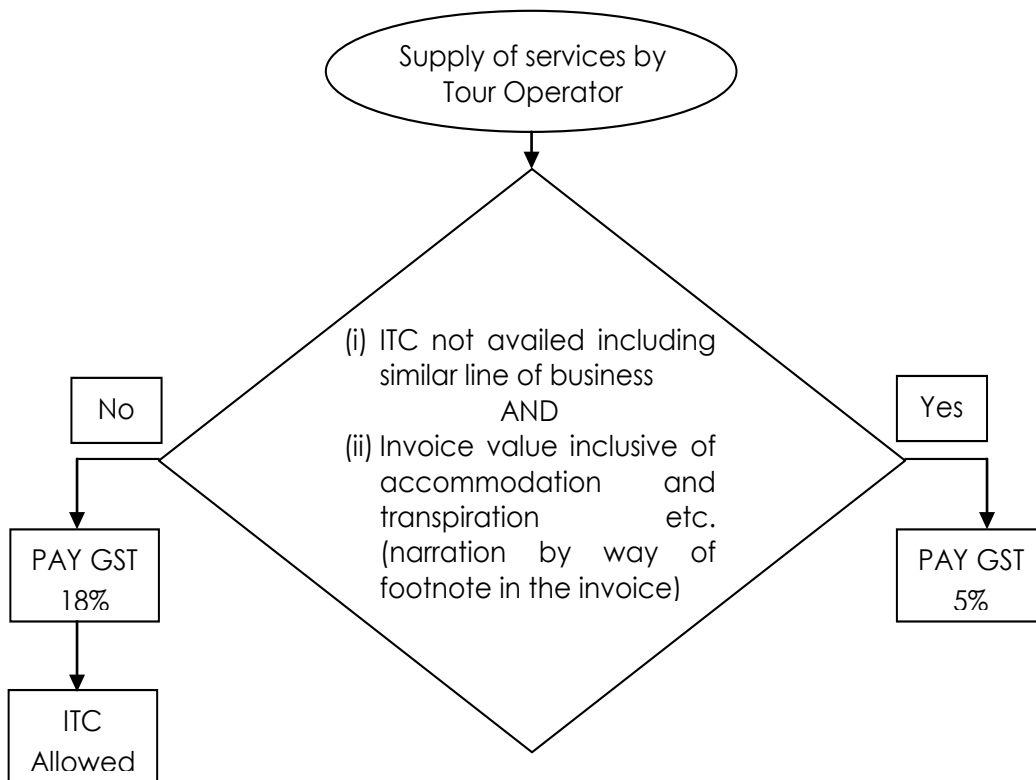 Supply of services by
Tour Operator
(i) ITC not availed including
similar line of business
AND
(ii) Invoice value inclusive of
accommodation and
transpiration etc.
(narration by way of
footnote in the invoice)
No
Yes
PAY GST
18%
PAY GST
5%
ITC
Allowed